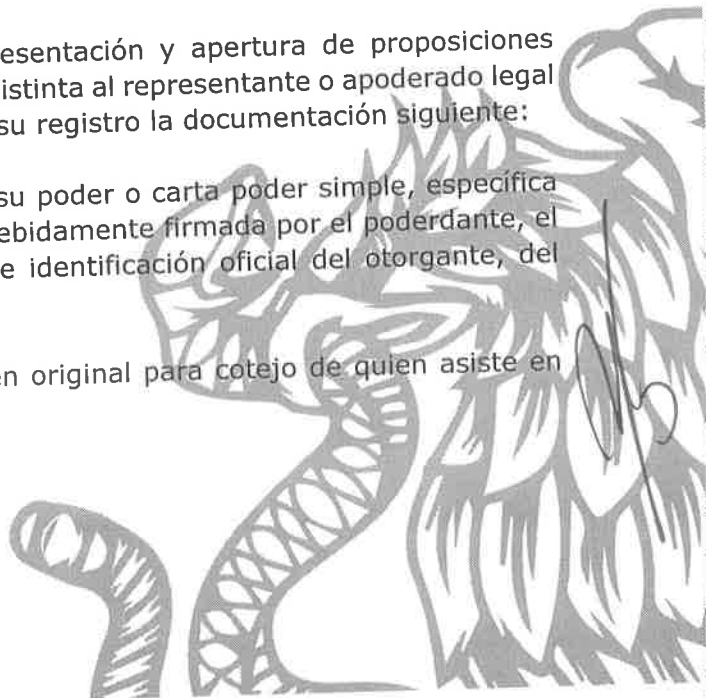 esentación y apertura de proposiciones
istinta al representante o apoderado legal
su registro la documentación siguiente:
su poder o carta poder simple, específica
ebidamente firmada por el poderdante, el
e identificación oficial del otorgante, del
en original para cotejo de quien asiste en